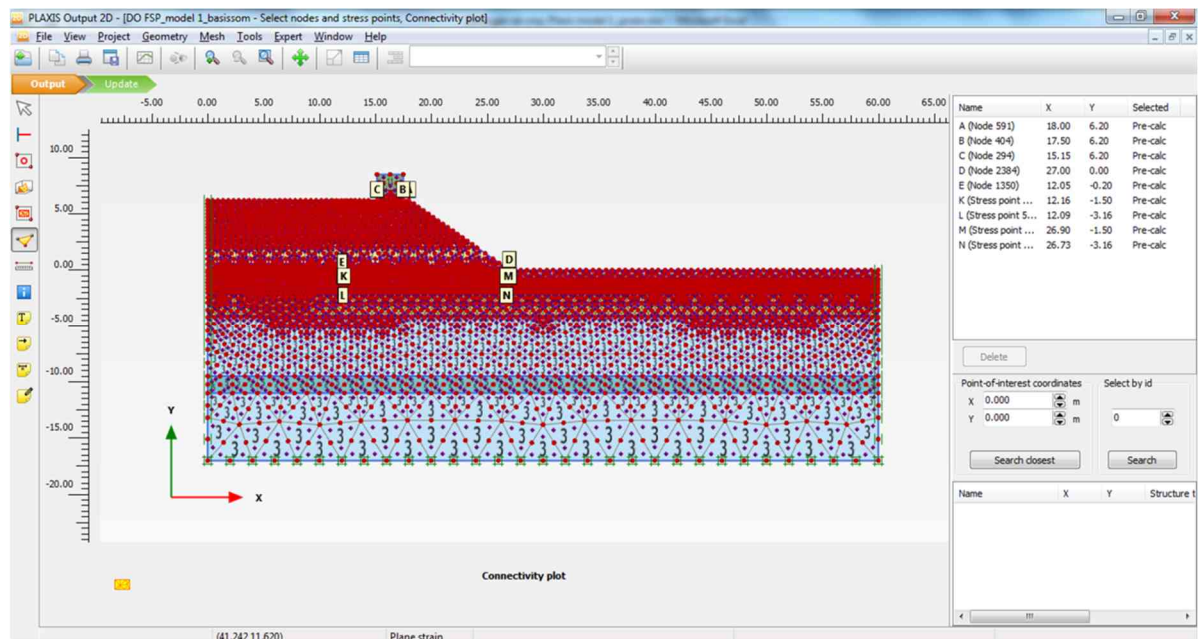 PLAXIS Output 2D - [DO FSP_model 1_basissom - Select nodes and stress points, Connectivity plot]
File View Project Geometry Mesh Tools Expert Window Help
Output Update
-5.00 0.00 5.00 10.00 15.00 20.00 25.00 30.00 35.00 40.00 45.00 50.00 55.00 60.00 65.00
10.00
5.00
0.00
-5.00
-10.00
-15.00
-20.00
C B
E D
K M
L N
Y
X
Connectivity plot
Name X Y Selected
A (Node 591) 18.00 6.20 Pre-calc
B (Node 404) 17.50 6.20 Pre-calc
C (Node 294) 15.15 6.20 Pre-calc
D (Node 2384) 27.00 0.00 Pre-calc
E (Node 1350) 12.05 -0.20 Pre-calc
K (Stress point ... 12.16 -1.50 Pre-calc
L (Stress point 5... 12.09 -3.16 Pre-calc
M (Stress point ... 26.90 -1.50 Pre-calc
N (Stress point ... 26.73 -3.16 Pre-calc
Delete
Point-of-interest coordinates Select by id
X 0.000 m
Y 0.000 m 0
Search closest Search
Name X Y Structure t
(41.242 11.620) Plane strain